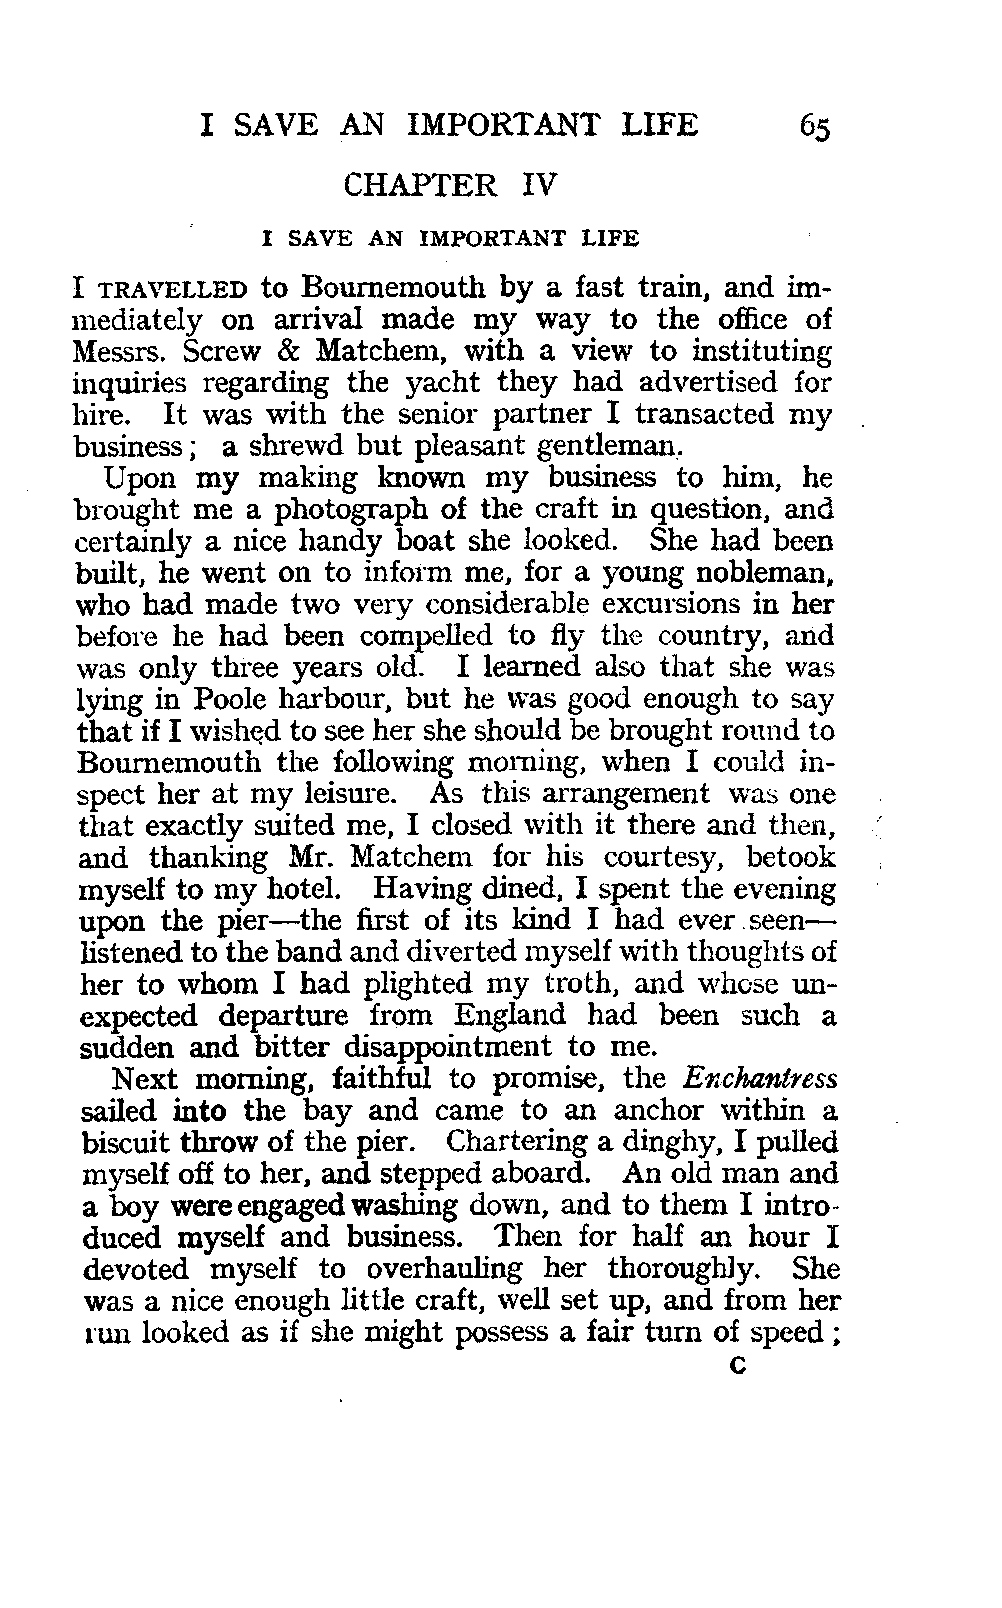 I SAVE AN IMPORTANT LIFE 65
CHAPTER IV
I SAVE AN IMPORTANT LIFE
I TRAVELLED to Bournemouth by a fast train, and im-
mediately on arrival made my way to the office of
Messrs. Screw & Matchem, with a view to instituting
inquiries regarding the yacht they had advertised for
hire. It was with the senior partner I transacted my
business; a shrewd but pleasant gentleman.
Upon my making known my business to him, he
brought me a photograph of the craft in question, and
certainly a nice handy boat she looked. She had been
built, he went on to inform me, for a young nobleman,
who had made two very considerable excursions in her
before he had been compelled to fly the country, and
was only three years old. I learned also that she was
lying in Poole harbour, but he was good enough to say
that if I wished to see her she should be brought round to
Bournemouth the following morning, when I could in-
spect her at my leisure. As this arrangement was one
that exactly suited me, I closed with it there and then,
and thanking Mr. Matchem for his courtesy, betook
myself to my hotel. Having dined, I spent the evening
upon the pier—the first of its kind I had ever seen—
listened to the band and diverted myself with thoughts of
her to whom I had plighted my troth, and whose un-
expected departure from England had been such a
sudden and bitter disappointment to me.
Next morning, faithful to promise, the Enchantress
sailed into the bay and came to an anchor within a
biscuit throw of the pier. Chartering a dinghy, I pulled
myself off to her, and stepped aboard. An old man and
a boy were engaged washing down, and to them I intro-
duced myself and business. Then for half an hour I
devoted myself to overhauling her thoroughly. She
was a nice enough little craft, well set up, and from her
run looked as if she might possess a fair turn of speed;
C